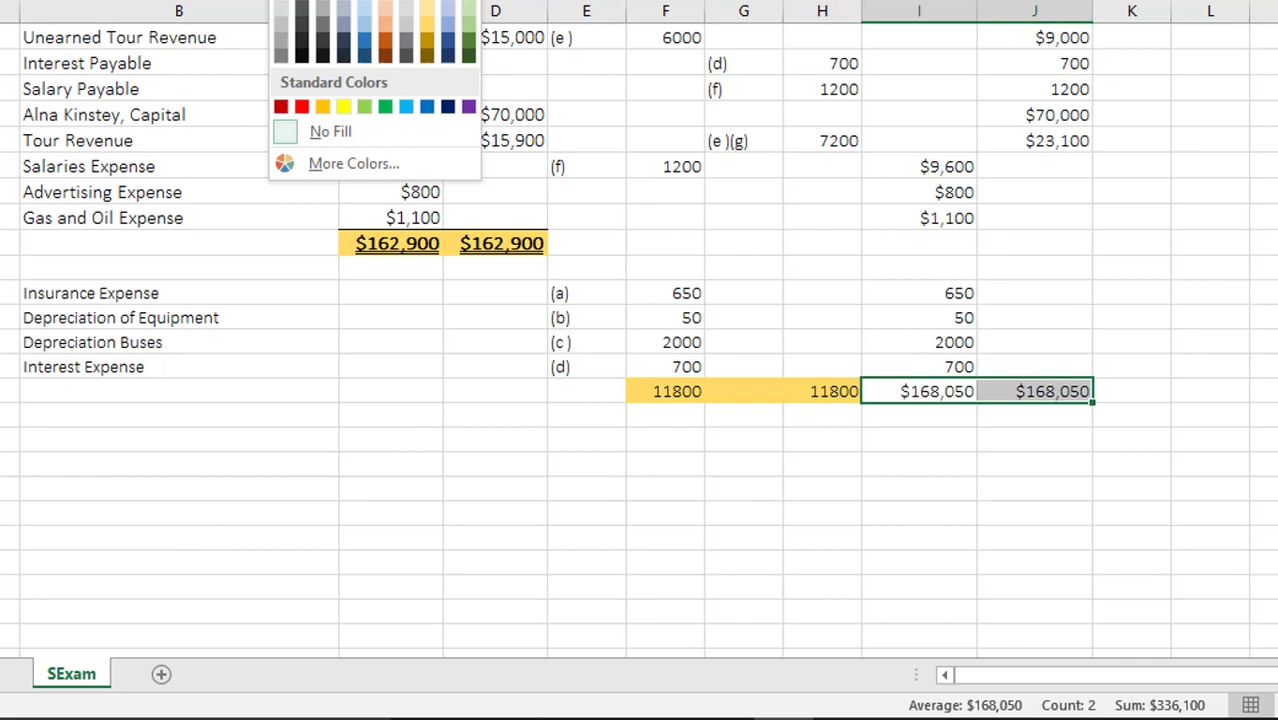 B D E F G H I J K L
Unearned Tour Revenue $15,000 (e ) 6000 $9,000
Interest Payable (d) 700 700
Salary Payable (f) 1200 1200
Alna Kinstey, Capital $70,000 $70,000
Tour Revenue $15,900 (e )(g) 7200 $23,100
Salaries Expense (f) 1200 $9,600
Advertising Expense $800 $800
Gas and Oil Expense $1,100 $1,100
$162,900 $162,900
Insurance Expense (a) 650 650
Depreciation of Equipment (b) 50 50
Depreciation Buses (c ) 2000 2000
Interest Expense (d) 700 700
11800 11800 $168,050 $168,050
Standard Colors
No Fill
More Colors...
SExam
Average: $168,050 Count: 2 Sum: $336,100